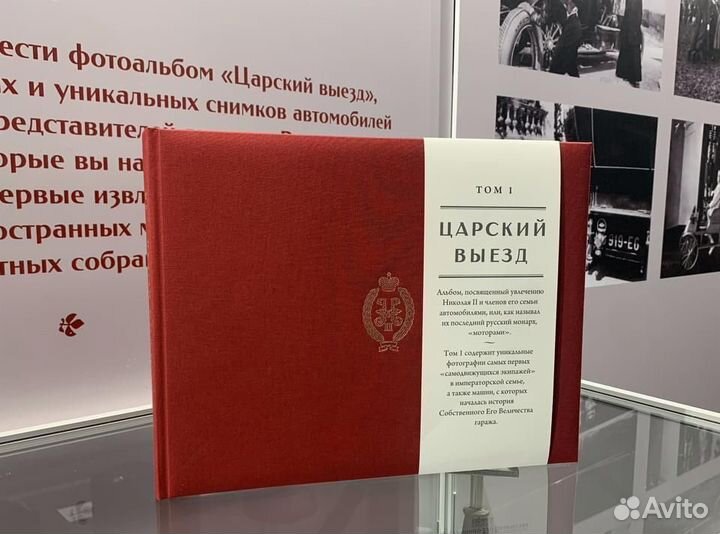 ести фотоальбом «Царский выезд»,
х и уникальных снимков автомобилей
редставителей
орые вы на
ервые извл
остранных
тных собра
ТОМ I
ЦАРСКИЙ
ВЫЕЗД
Альбом, посвященный увлечению
Николая II и членов его семьи
автомобилями, или, как называл
их последний русский монарх,
«моторами».
Том I содержит уникальные
фотографии самых первых
«самодвижущихся экипажей»
в императорской семье,
а также машин, с которых
началась история
Собственного Его Величества
гаража.
919-EG
Avito